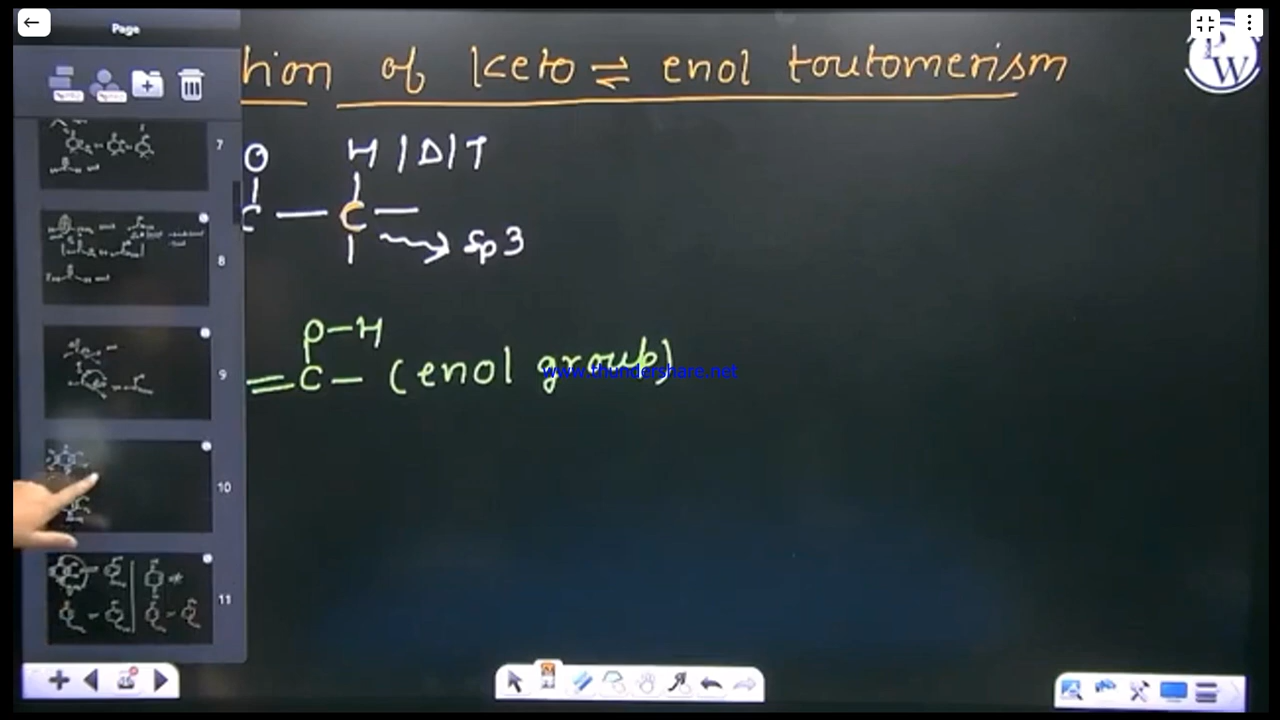 Page
hion of Keto ⇌ enol toutomerism
P
W
7
O H/D/T
C — C —
sp3
8
O-H
= C — (enol group)
www.thundershare.net
9
10
11